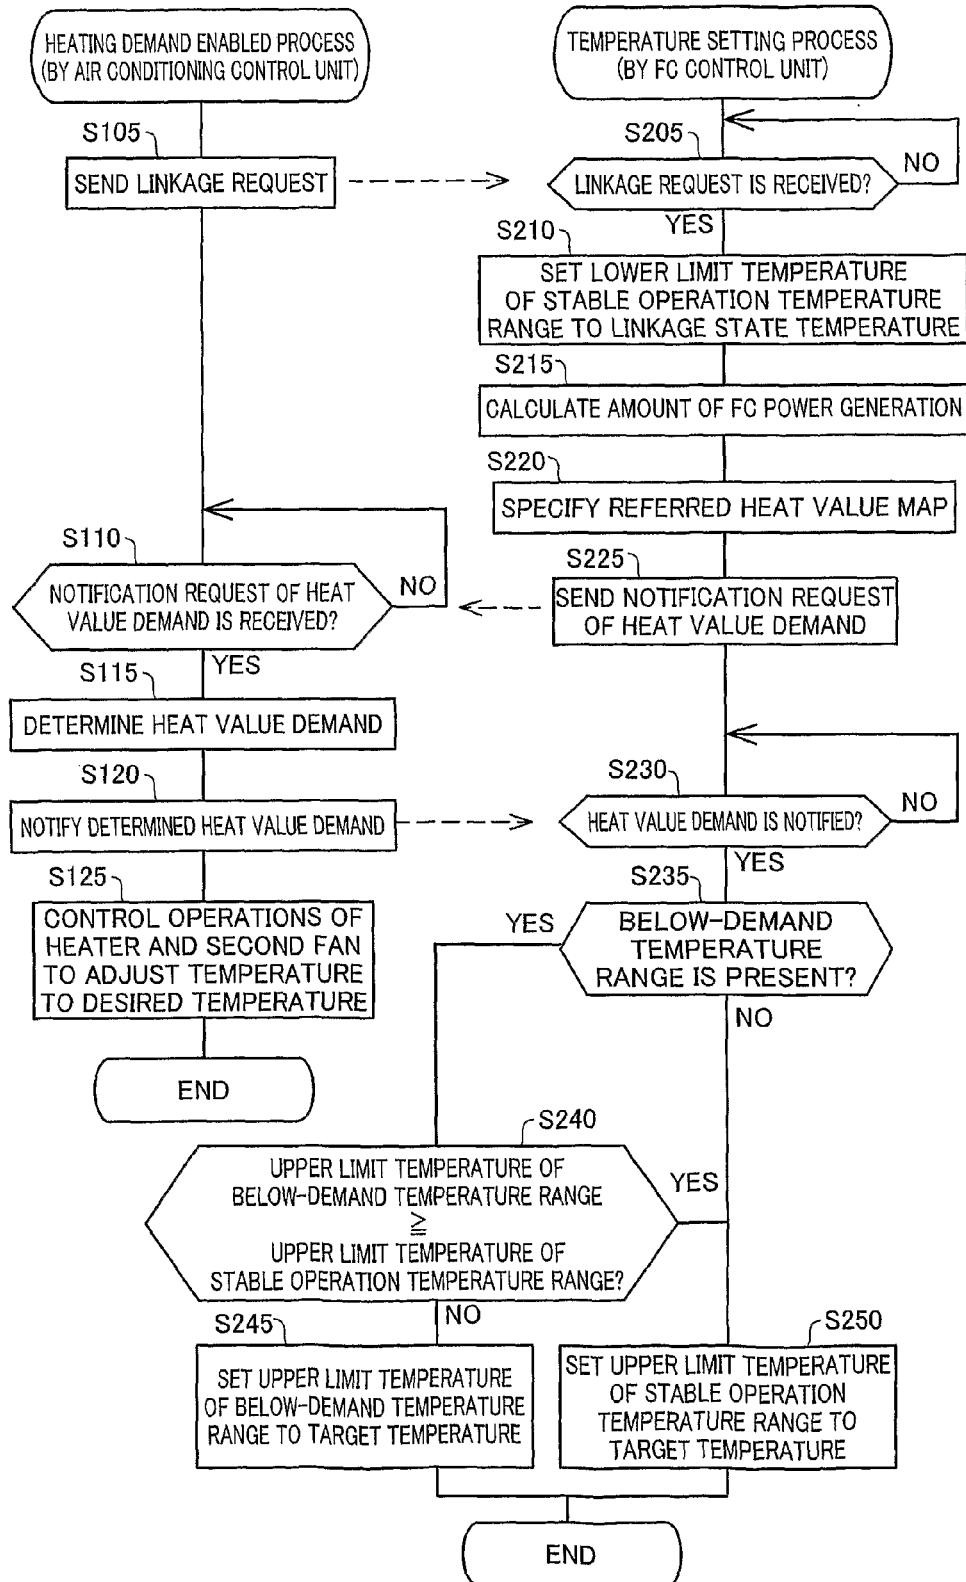 HEATING DEMAND ENABLED PROCESS
(BY AIR CONDITIONING CONTROL UNIT)
S105
SEND LINKAGE REQUEST
S110
NOTIFICATION REQUEST OF HEAT
VALUE DEMAND IS RECEIVED?
NO
YES
S115
DETERMINE HEAT VALUE DEMAND
S120
NOTIFY DETERMINED HEAT VALUE DEMAND
S125
CONTROL OPERATIONS OF
HEATER AND SECOND FAN
TO ADJUST TEMPERATURE
TO DESIRED TEMPERATURE
END
TEMPERATURE SETTING PROCESS
(BY FC CONTROL UNIT)
S205
LINKAGE REQUEST IS RECEIVED?
NO
YES
S210
SET LOWER LIMIT TEMPERATURE
OF STABLE OPERATION TEMPERATURE
RANGE TO LINKAGE STATE TEMPERATURE
S215
CALCULATE AMOUNT OF FC POWER GENERATION
S220
SPECIFY REFERRED HEAT VALUE MAP
S225
SEND NOTIFICATION REQUEST
OF HEAT VALUE DEMAND
S230
HEAT VALUE DEMAND IS NOTIFIED?
NO
YES
S235
BELOW-DEMAND
TEMPERATURE
RANGE IS PRESENT?
YES
NO
S240
UPPER LIMIT TEMPERATURE OF
BELOW-DEMAND TEMPERATURE RANGE
≧
UPPER LIMIT TEMPERATURE OF
STABLE OPERATION TEMPERATURE RANGE?
YES
NO
S245
SET UPPER LIMIT TEMPERATURE
OF BELOW-DEMAND TEMPERATURE
RANGE TO TARGET TEMPERATURE
S250
SET UPPER LIMIT TEMPERATURE
OF STABLE OPERATION
TEMPERATURE RANGE TO
TARGET TEMPERATURE
END